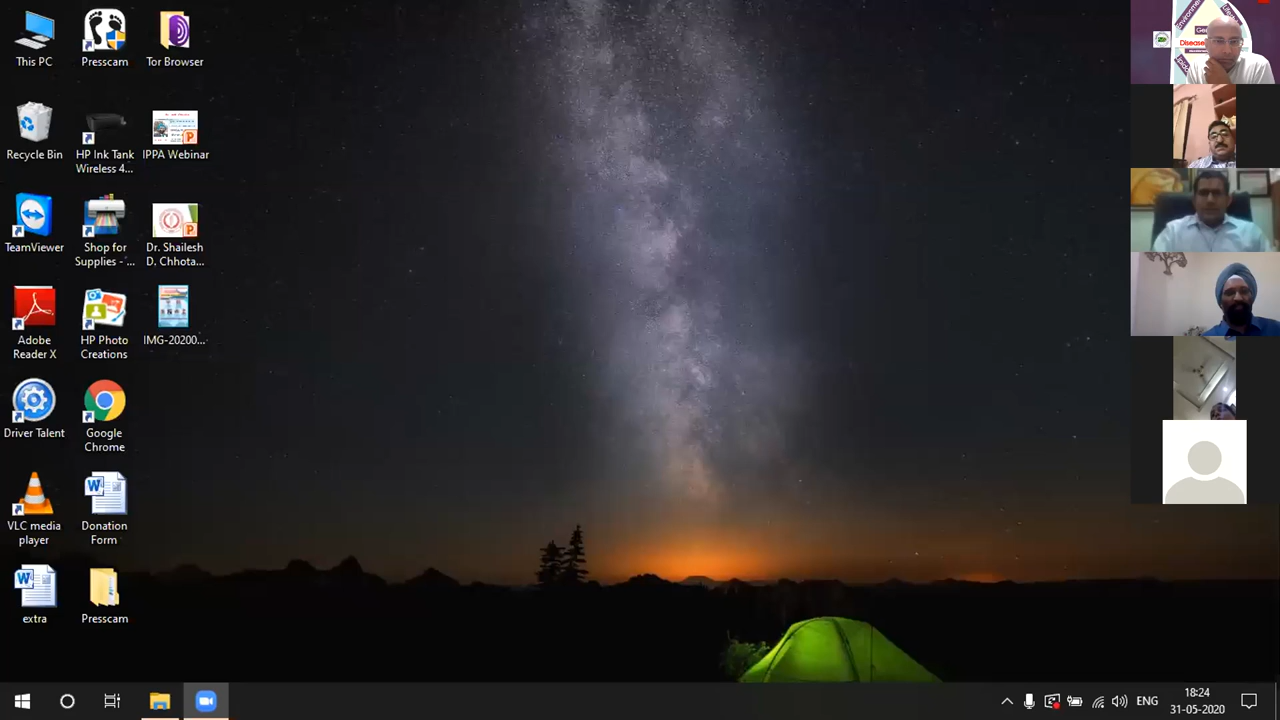 This PC
Presscam
Tor Browser
Recycle Bin
HP Ink Tank
Wireless 4...
IPPA Webinar
TeamViewer
Shop for
Supplies - ...
Dr. Shailesh
D. Chhota...
Adobe
Reader X
HP Photo
Creations
IMG-20200...
Driver Talent
Google
Chrome
VLC media
player
Donation
Form
extra
Presscam
Disease
ENG
18:24
31-05-2020